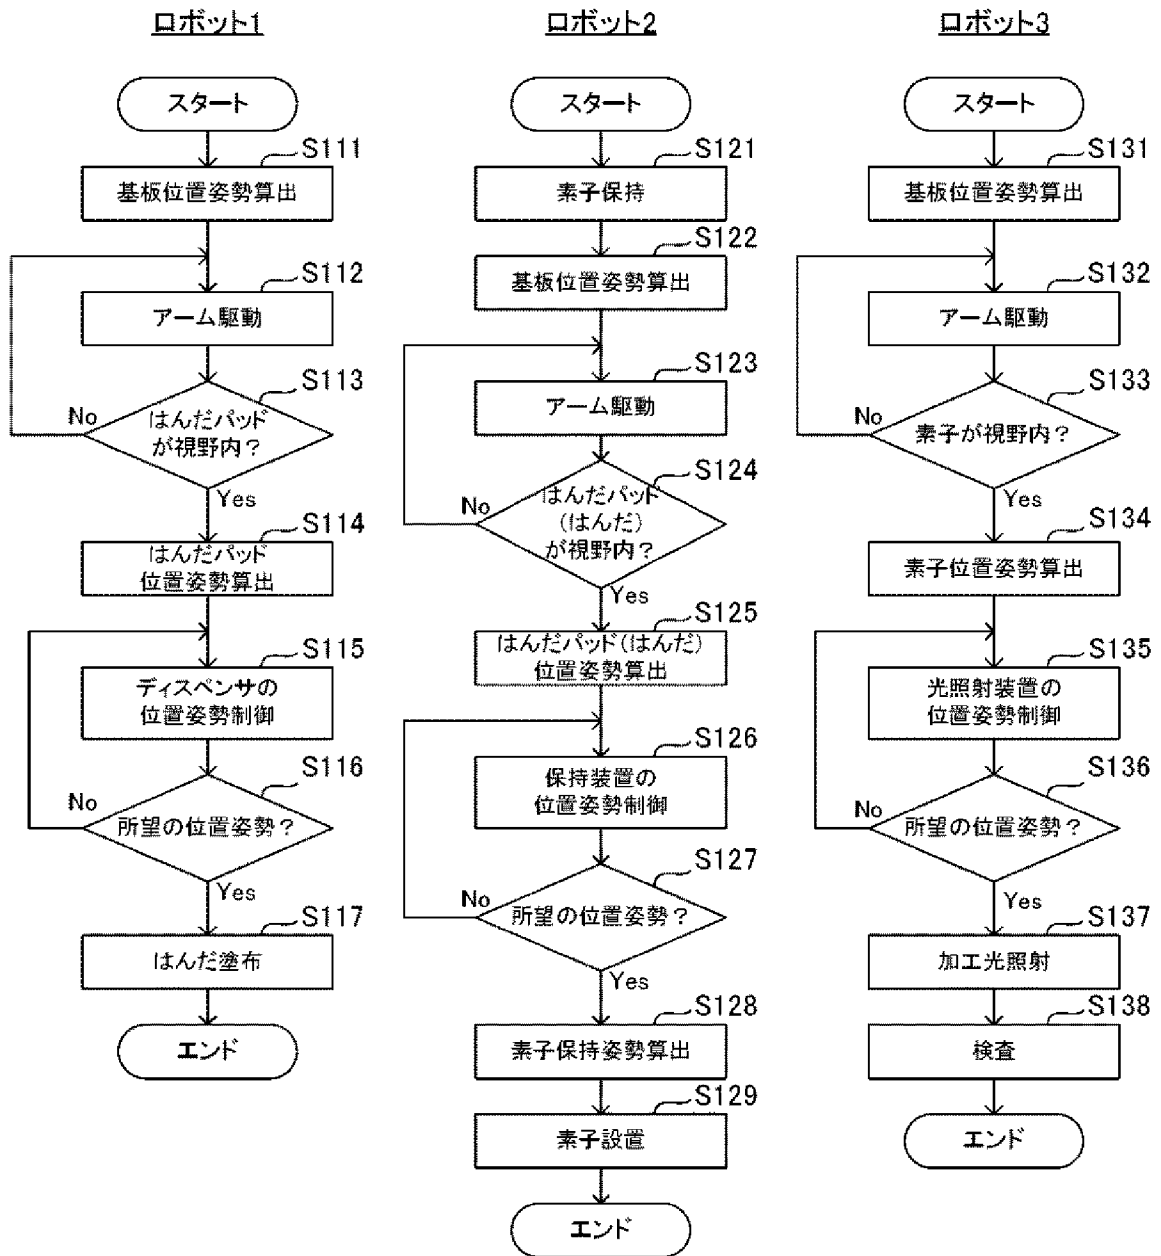 ロボット1
スタート
S111
基板位置姿勢算出
S112
アーム駆動
S113
はんだパッド
が視野内?
No
Yes
S114
はんだパッド
位置姿勢算出
S115
ディスペンサの
位置姿勢制御
S116
所望の位置姿勢?
No
Yes
S117
はんだ塗布
エンド
ロボット2
スタート
S121
素子保持
S122
基板位置姿勢算出
S123
アーム駆動
S124
はんだパッド
(はんだ)
が視野内?
No
Yes
S125
はんだパッド(はんだ)
位置姿勢算出
S126
保持装置の
位置姿勢制御
S127
所望の位置姿勢?
No
Yes
S128
素子保持姿勢算出
S129
素子設置
エンド
ロボット3
スタート
S131
基板位置姿勢算出
S132
アーム駆動
S133
素子が視野内?
No
Yes
S134
素子位置姿勢算出
S135
光照射装置の
位置姿勢制御
S136
所望の位置姿勢?
No
Yes
S137
加工光照射
S138
検査
エンド